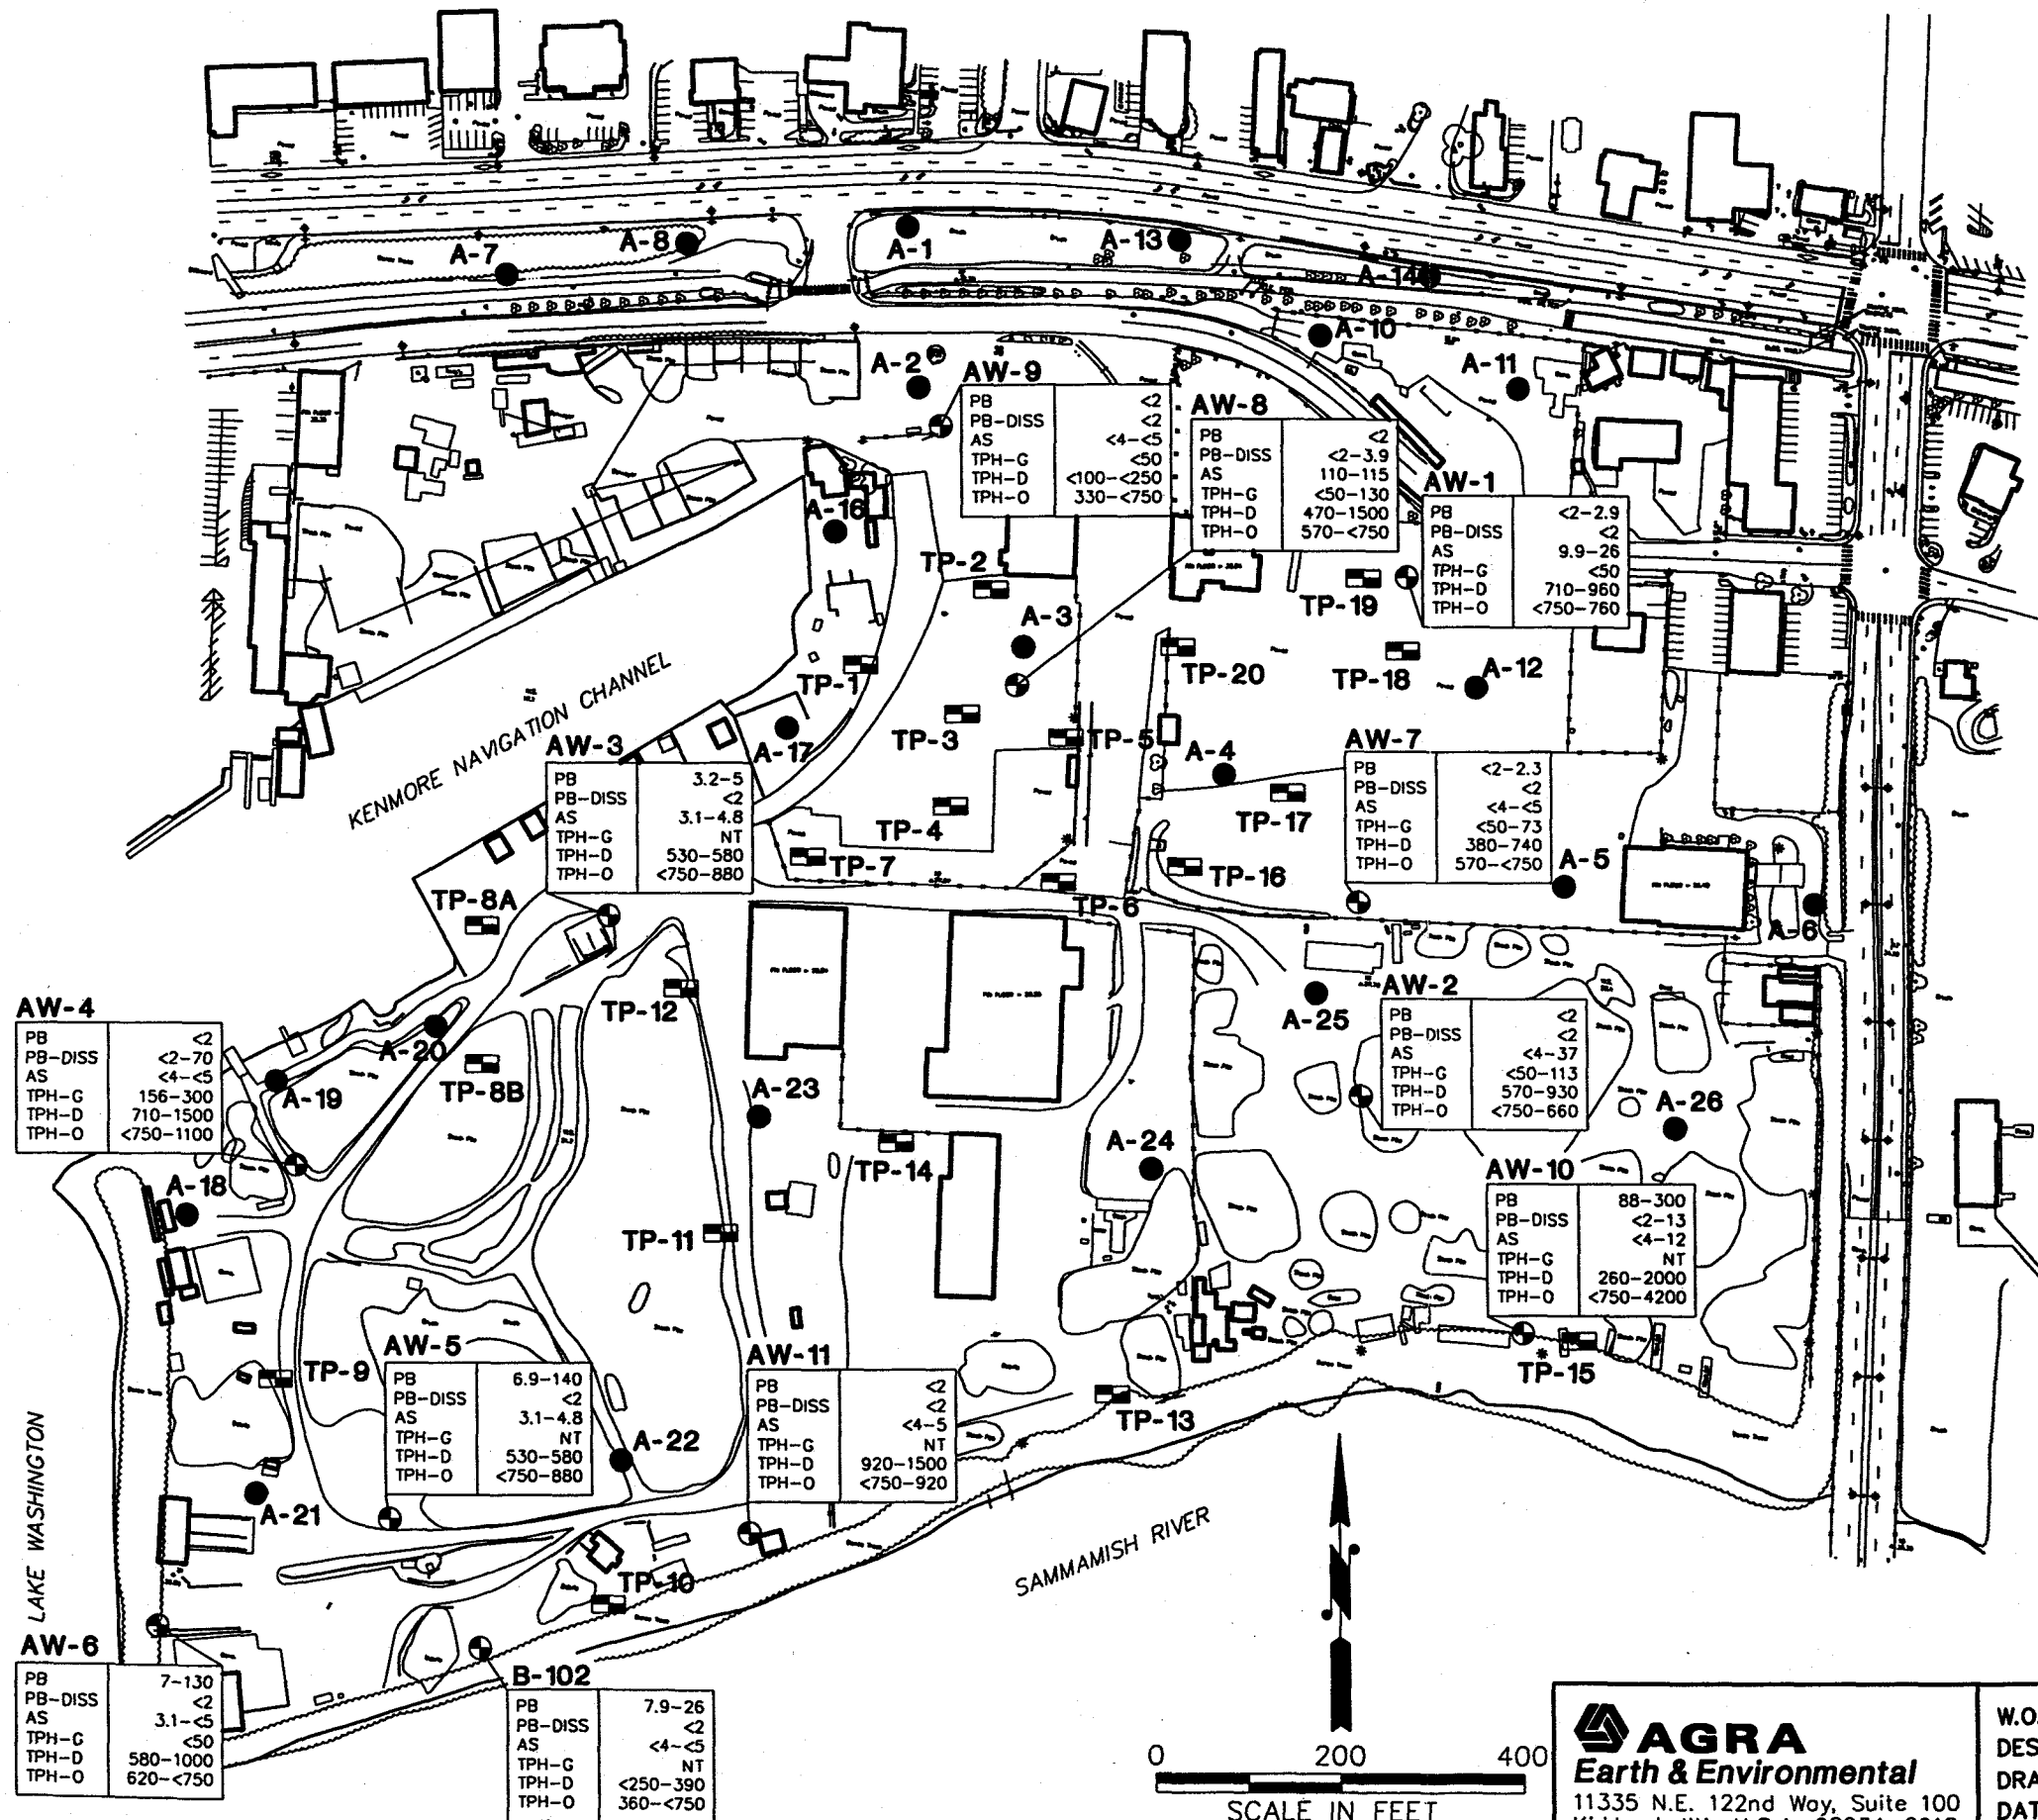 A-7
A-8
A-1
A-13
A-14
A-10
A-2
A-11
AW-9
PB <2
PB-DISS <2
AS <4-<5
TPH-G <50
TPH-D <100-<250
TPH-O 330-<750
AW-8
PB <2
PB-DISS <2-3.9
AS 110-115
TPH-G <50-130
TPH-D 470-1500
TPH-O 570-<750
AW-1
PB <2-2.9
PB-DISS <2
AS 9.9-26
TPH-G <50
TPH-D 710-960
TPH-O <750-760
A-16
TP-2
TP-19
A-3
TP-1
TP-20
TP-18
A-12
KENMORE NAVIGATION CHANNEL
A-17
TP-3
TP-5
A-4
AW-3
PB 3.2-5
PB-DISS <2
AS 3.1-4.8
TPH-G NT
TPH-D 530-580
TPH-O <750-880
AW-7
PB <2-2.3
PB-DISS <2
AS <4-<5
TPH-G <50-73
TPH-D 380-740
TPH-O 570-<750
TP-4
TP-17
TP-7
TP-16
A-5
TP-8A
TP-6
A-6
TP-12
A-25
AW-4
PB <2
PB-DISS <2-70
AS <4-<5
TPH-G 156-300
TPH-D 710-1500
TPH-O <750-1100
AW-2
PB <2
PB-DISS <2
AS <4-37
TPH-G <50-113
TPH-D 570-930
TPH-O <750-660
A-20
A-19
TP-8B
A-23
A-26
TP-14
A-24
A-18
AW-10
PB 88-300
PB-DISS <2-13
AS <4-12
TPH-G NT
TPH-D 260-2000
TPH-O <750-4200
TP-11
TP-9
AW-5
PB 6.9-140
PB-DISS <2
AS 3.1-4.8
TPH-G NT
TPH-D 530-580
TPH-O <750-880
AW-11
PB <2
PB-DISS <2
AS <4-5
TPH-G NT
TPH-D 920-1500
TPH-O <750-920
TP-15
TP-13
A-22
A-21
LAKE WASHINGTON
SAMMAMISH RIVER
TP-10
AW-6
PB 7-130
PB-DISS <2
AS 3.1-<5
TPH-G <50
TPH-D 580-1000
TPH-O 620-<750
B-102
PB 7.9-26
PB-DISS <2
AS <4-<5
TPH-G NT
TPH-D <250-390
TPH-O 360-<750
N
0 200 400
SCALE IN FEET
AGRA
Earth & Environmental
11335 N.E. 122nd Way, Suite 100
W.O.
DES
DRA
DAT